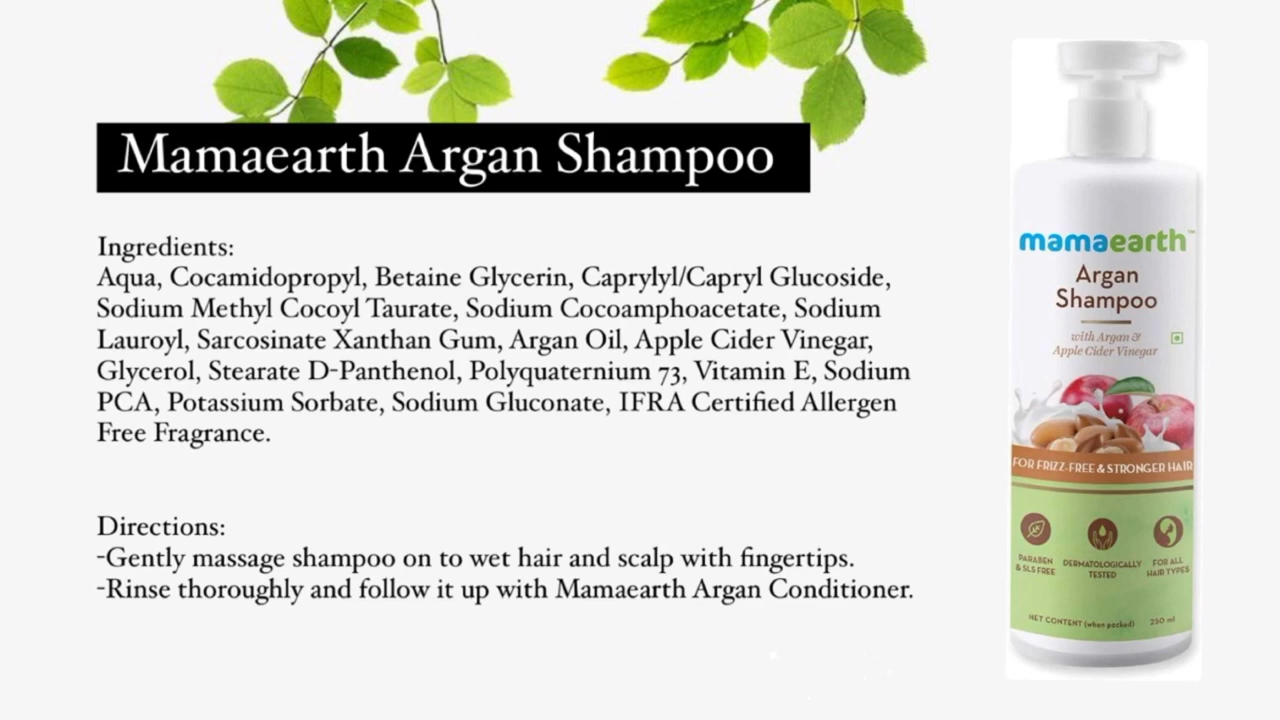 Mamaearth Argan Shampoo
Ingredients:
Aqua, Cocamidopropyl, Betaine Glycerin, Caprylyl/Capryl Glucoside,
Sodium Methyl Cocoyl Taurate, Sodium Cocoamphoacetate, Sodium
Lauroyl, Sarcosinate Xanthan Gum, Argan Oil, Apple Cider Vinegar,
Glycerol, Stearate D-Panthenol, Polyquaternium 73, Vitamin E, Sodium
PCA, Potassium Sorbate, Sodium Gluconate, IFRA Certified Allergen
Free Fragrance.
Directions:
-Gently massage shampoo on to wet hair and scalp with fingertips.
-Rinse thoroughly and follow it up with Mamaearth Argan Conditioner.
mamaearth™
Argan
Shampoo
with Argan &
Apple Cider Vinegar
FOR FRIZZ-FREE & STRONGER HAIR
PARABEN
& SLS FREE
DERMATOLOGICALLY
TESTED
FOR ALL
HAIR TYPES
NET CONTENT (when packed) 250 ml